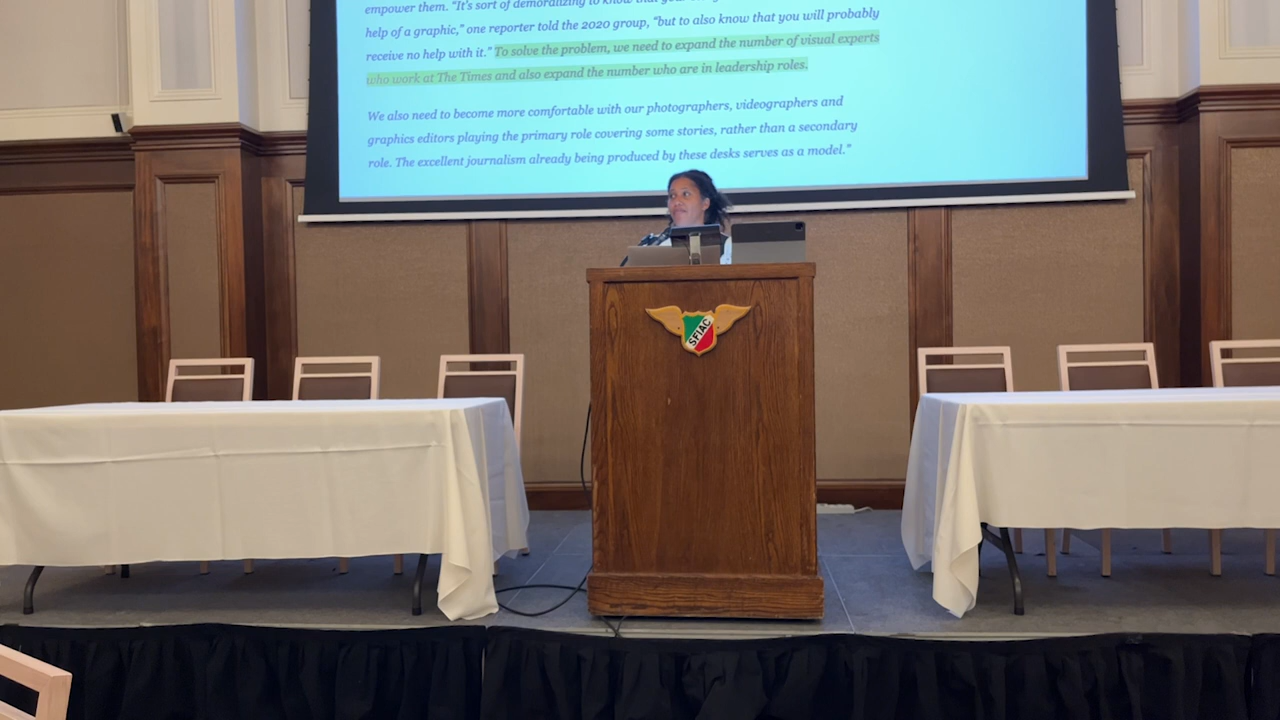 empower them. “It’s sort of demoralizing to know that your
help of a graphic,” one reporter told the 2020 group, “but to also know that you will probably
receive no help with it.” To solve the problem, we need to expand the number of visual experts
who work at The Times and also expand the number who are in leadership roles.
We also need to become more comfortable with our photographers, videographers and
graphics editors playing the primary role covering some stories, rather than a secondary
role. The excellent journalism already being produced by these desks serves as a model.”
SFIAC